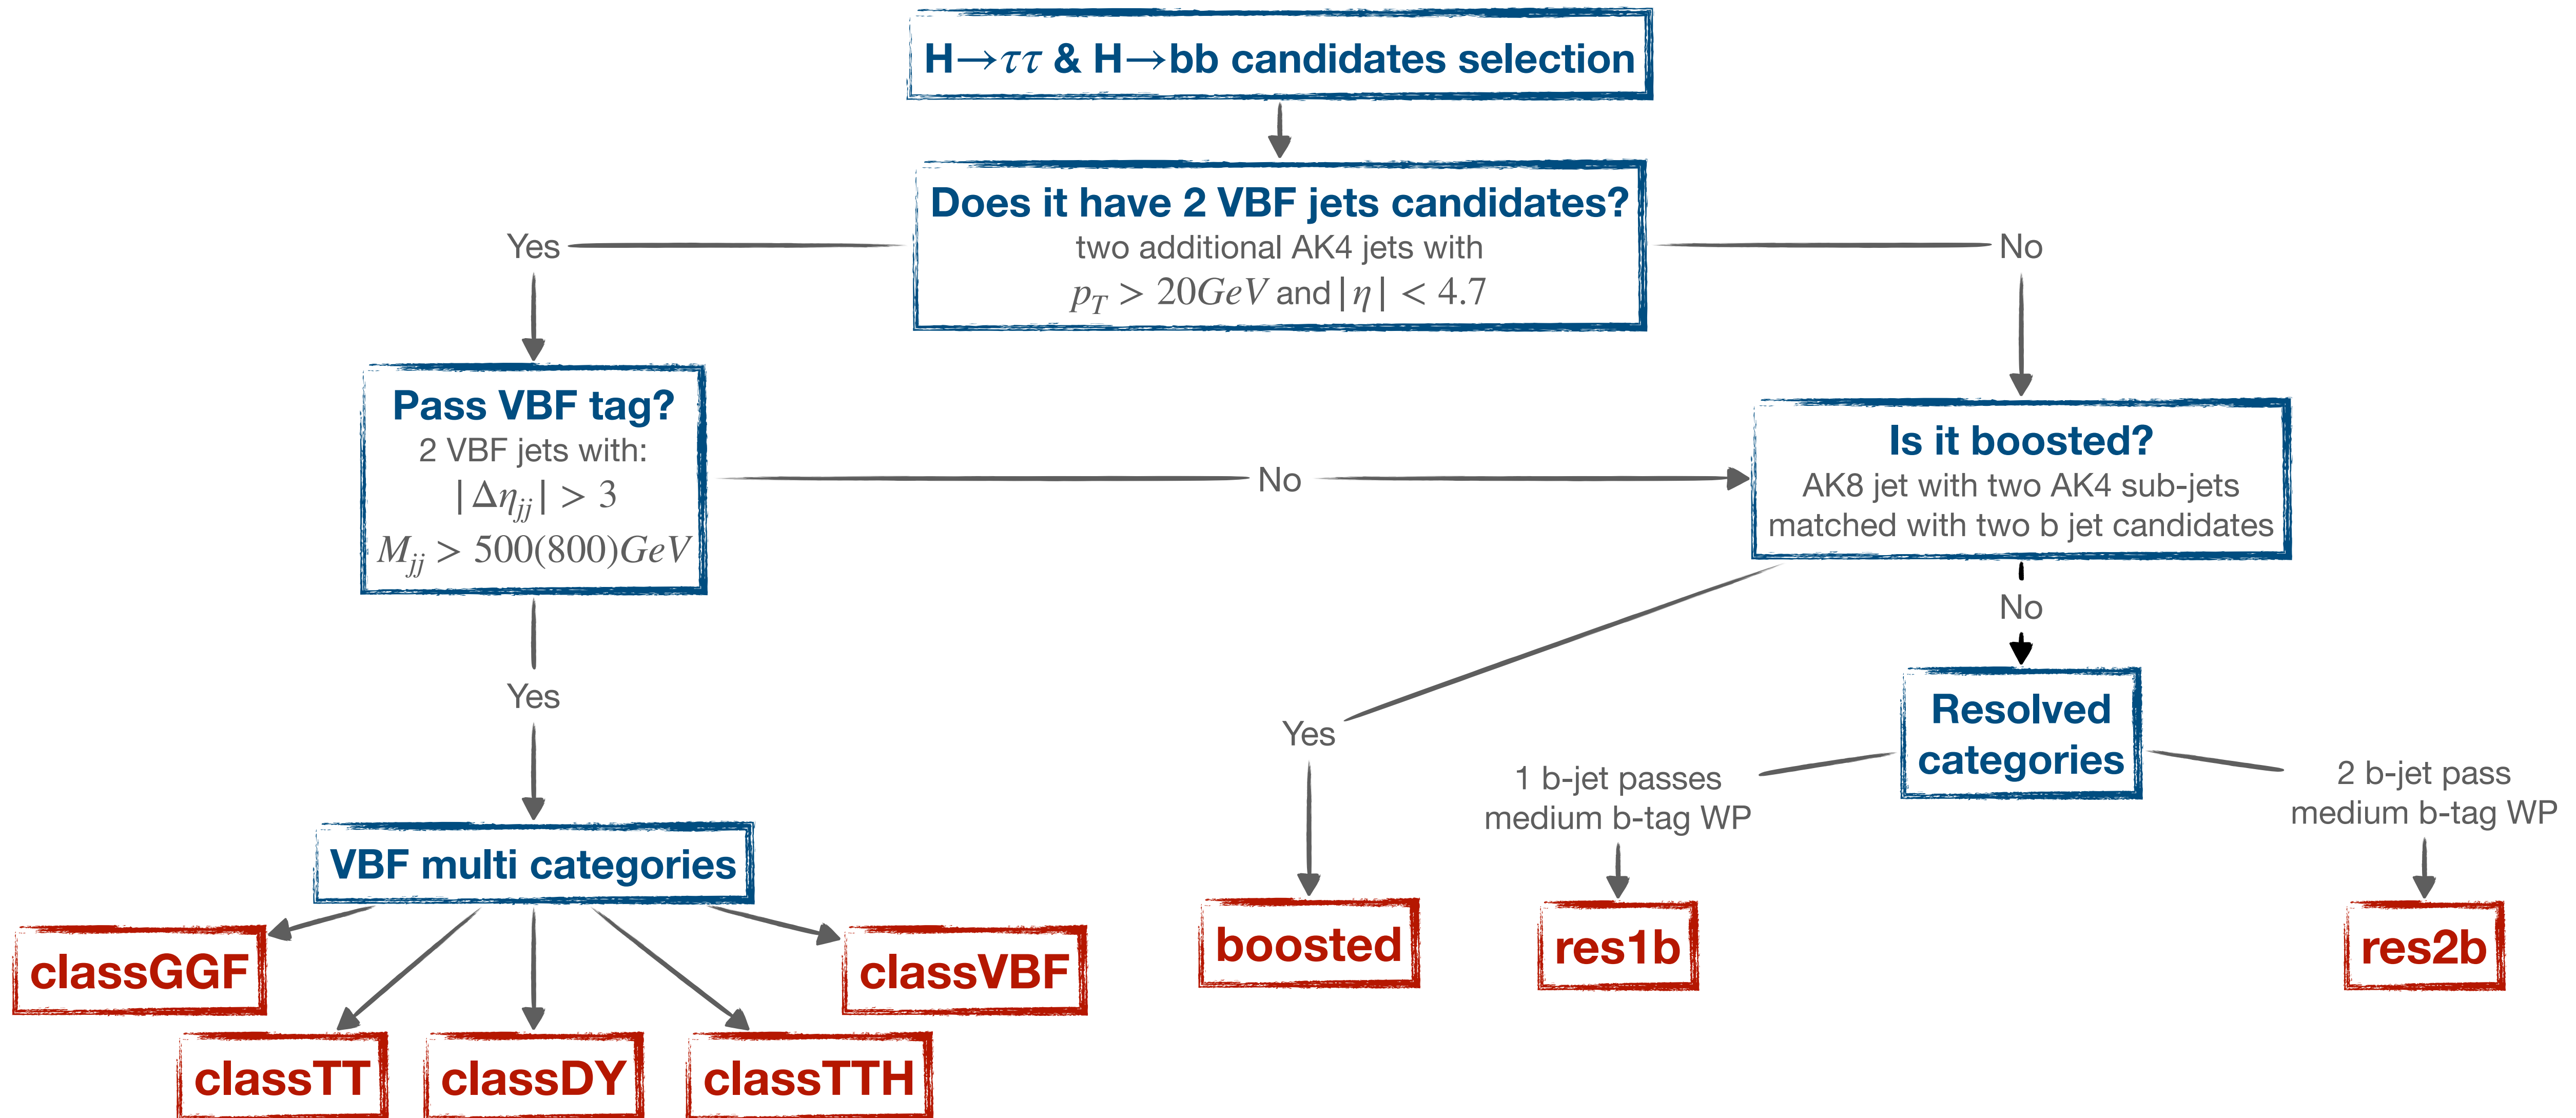 H→ττ & H→bb candidates selection
Does it have 2 VBF jets candidates?
two additional AK4 jets with
p_T > 20GeV and |η| < 4.7
Yes
No
Pass VBF tag?
2 VBF jets with:
|Δη_jj| > 3
M_jj > 500(800)GeV
No
Is it boosted?
AK8 jet with two AK4 sub-jets
matched with two b jet candidates
Yes
No
Resolved
categories
Yes
1 b-jet passes
medium b-tag WP
2 b-jet pass
medium b-tag WP
VBF multi categories
classGGF
classTT
classDY
classTTH
classVBF
boosted
res1b
res2b